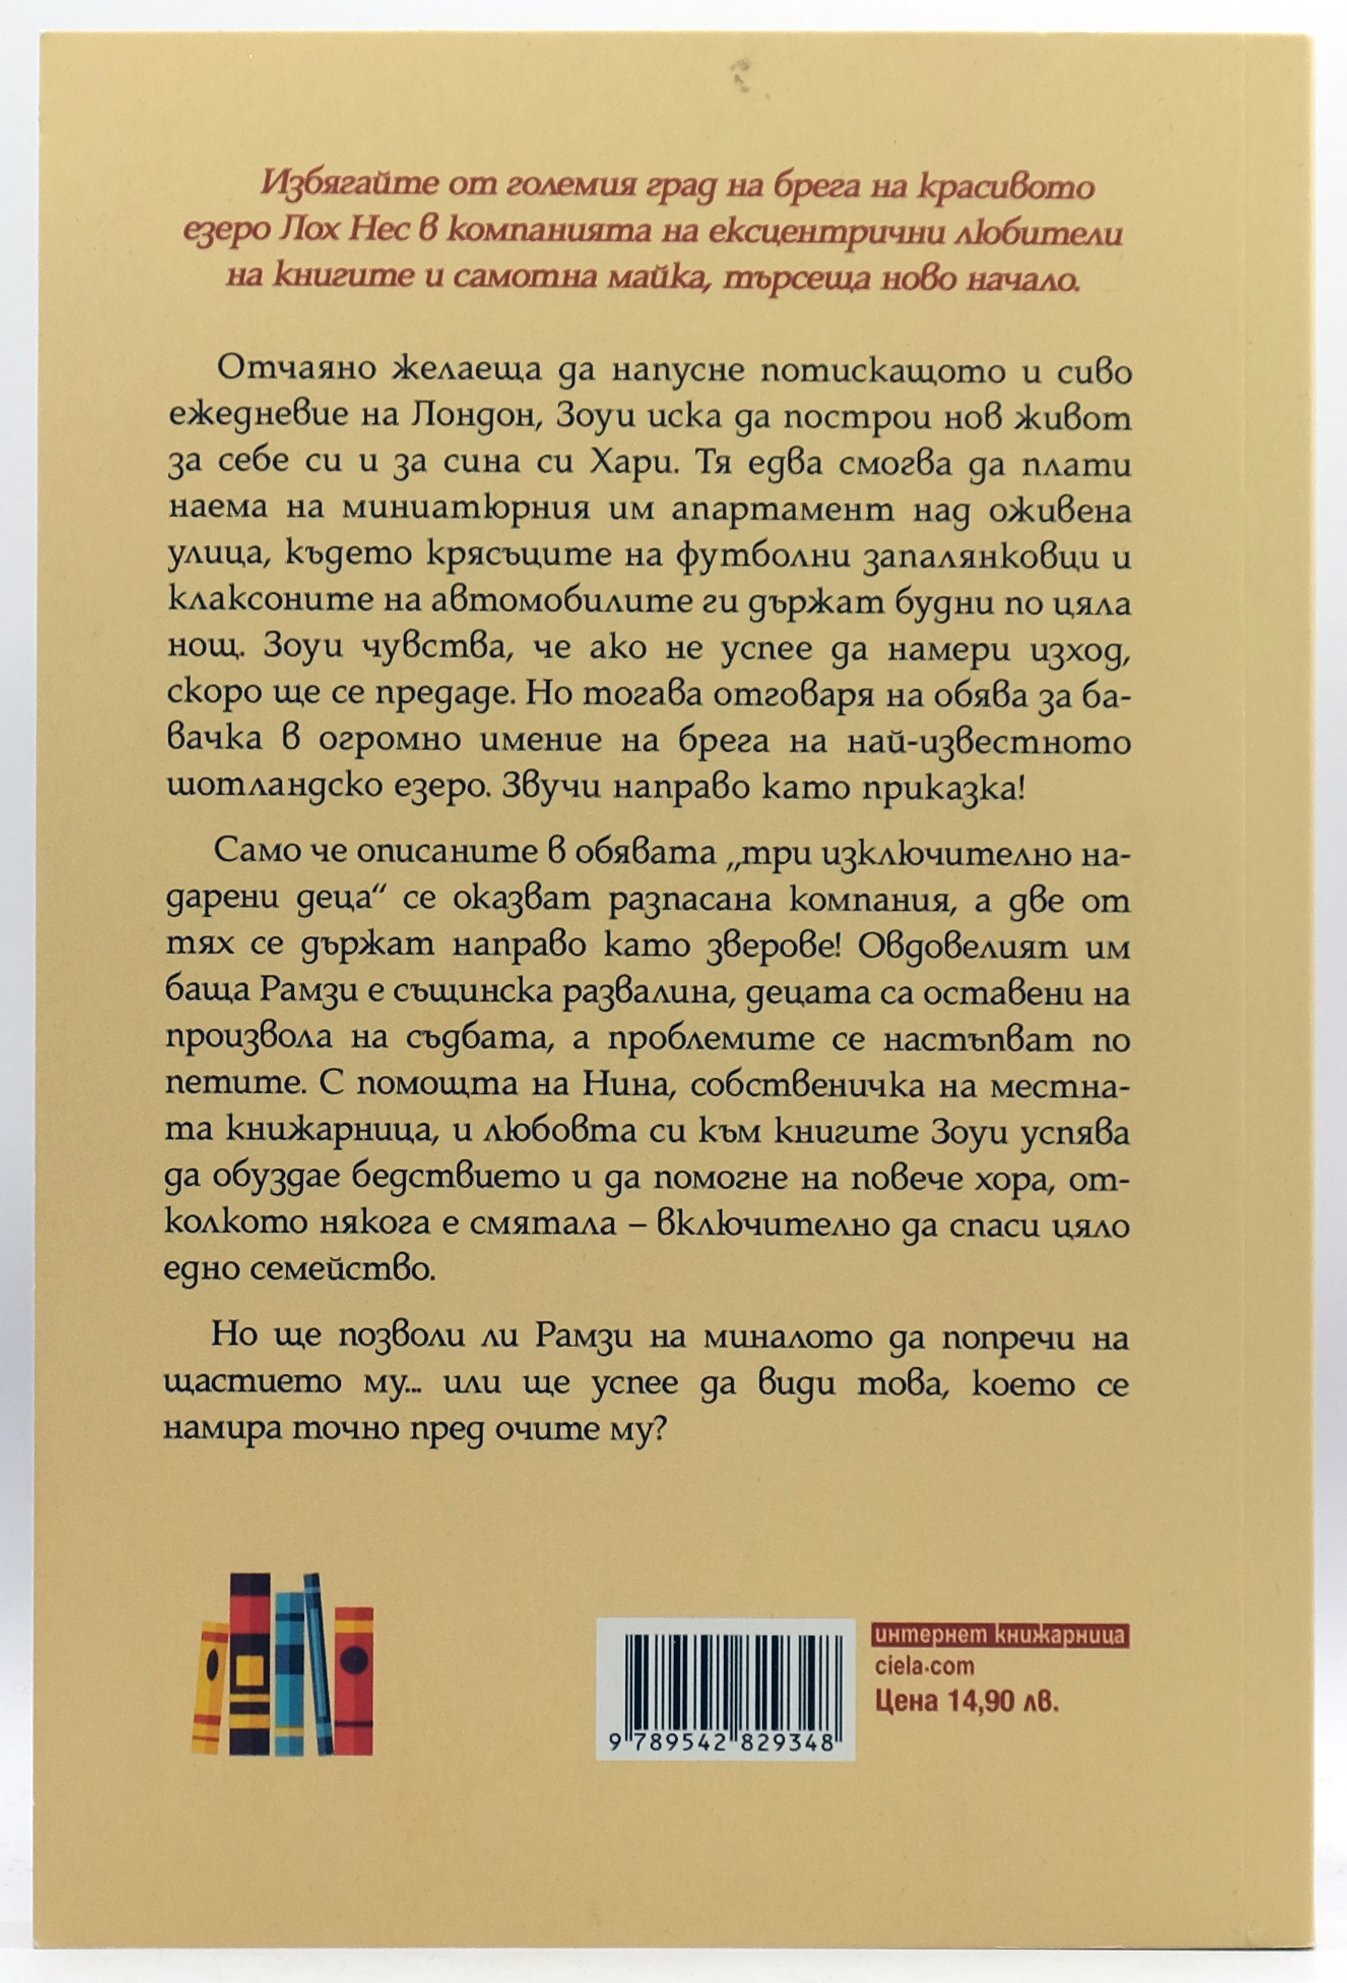 Избягайте от големия град на брега на красивото
езеро Лох Нес в компанията на ексцентрични любители
на книгите и самотна майка, търсеща ново начало.
Отчаяно желаеща да напусне потискащото и сиво
ежедневие на Лондон, Зоуи иска да построи нов живот
за себе си и за сина си Хари. Тя едва смогва да плати
наема на миниатюрния им апартамент над оживена
улица, където крясъците на футболни запалянковци и
клаксоните на автомобилите ги държат будни по цяла
нощ. Зоуи чувства, че ако не успее да намери изход,
скоро ще се предаде. Но тогава отговаря на обява за ба-
вачка в огромно имение на брега на най-известното
шотландско езеро. Звучи направо като приказка!
Само че описаните в обявата „три изключително на-
дарени деца“ се оказват разпасана компания, а две от
тях се държат направо като зверове! Овдовелият им
баща Рамзи е същинска развалина, децата са оставени на
произвола на съдбата, а проблемите се настъпват по
петите. С помощта на Нина, собственичка на местна-
та книжарница, и любовта си към книгите Зоуи успява
да обуздае бедствието и да помогне на повече хора, от-
колкото някога е смятала – включително да спаси цяло
едно семейство.
Но ще позволи ли Рамзи на миналото да попречи на
щастието му... или ще успее да види това, което се
намира точно пред очите му?
интернет книжарница
ciela.com
Цена 14,90 лв.
9 789542 829348